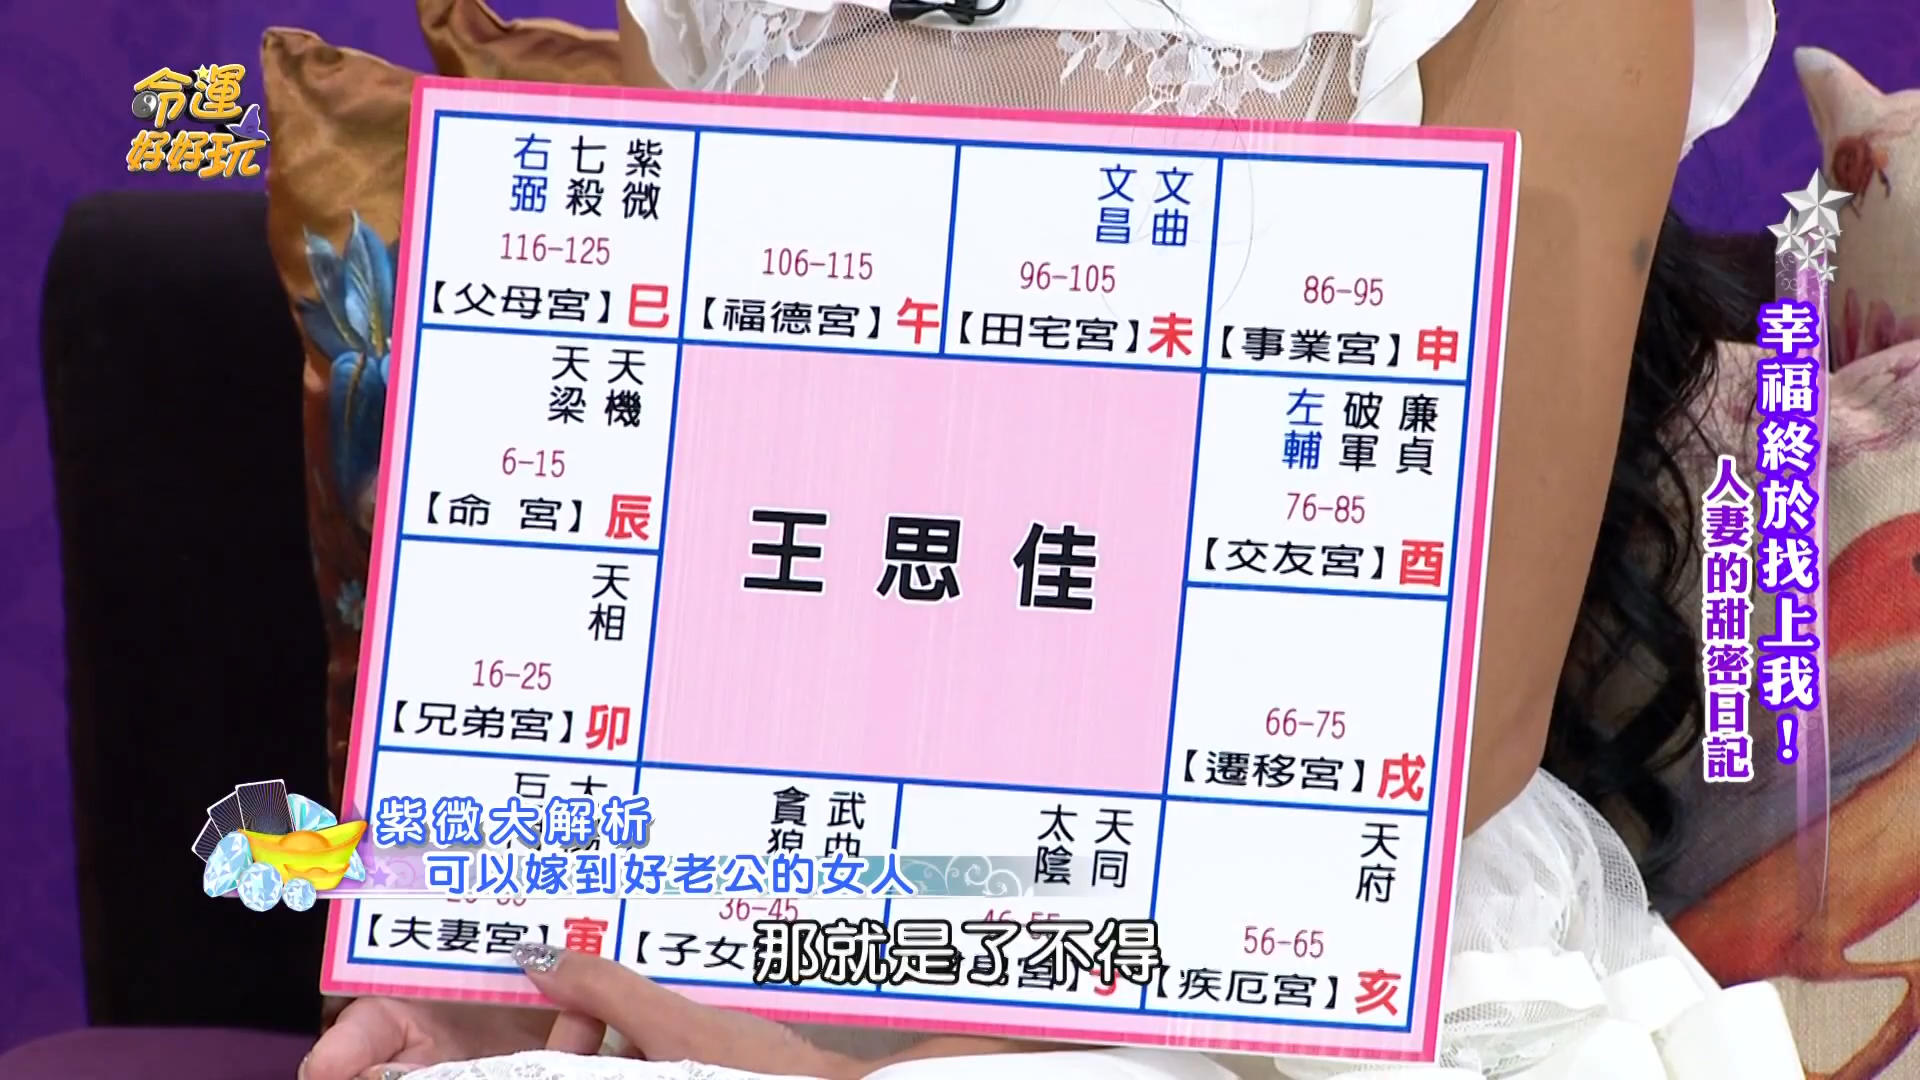 命運
好好玩
紫微
七殺
右弼
116-125
【父母宮】巳
106-115
【福德宮】午
文曲
文昌
96-105
【田宅宮】未
86-95
【事業宮】申
天機
天梁
6-15
【命 宮】辰
王思佳
廉貞
破軍
左輔
76-85
【交友宮】酉
天相
16-25
【兄弟宮】卯
66-75
【遷移宮】戌
【夫妻宮】寅
武曲
貪狼
36-45
【子女
天同
太陰
宮】子
天府
56-65
【疾厄宮】亥
幸福終於找上我！
人妻的甜密日記
紫微大解析
可以嫁到好老公的女人
那就是了不得